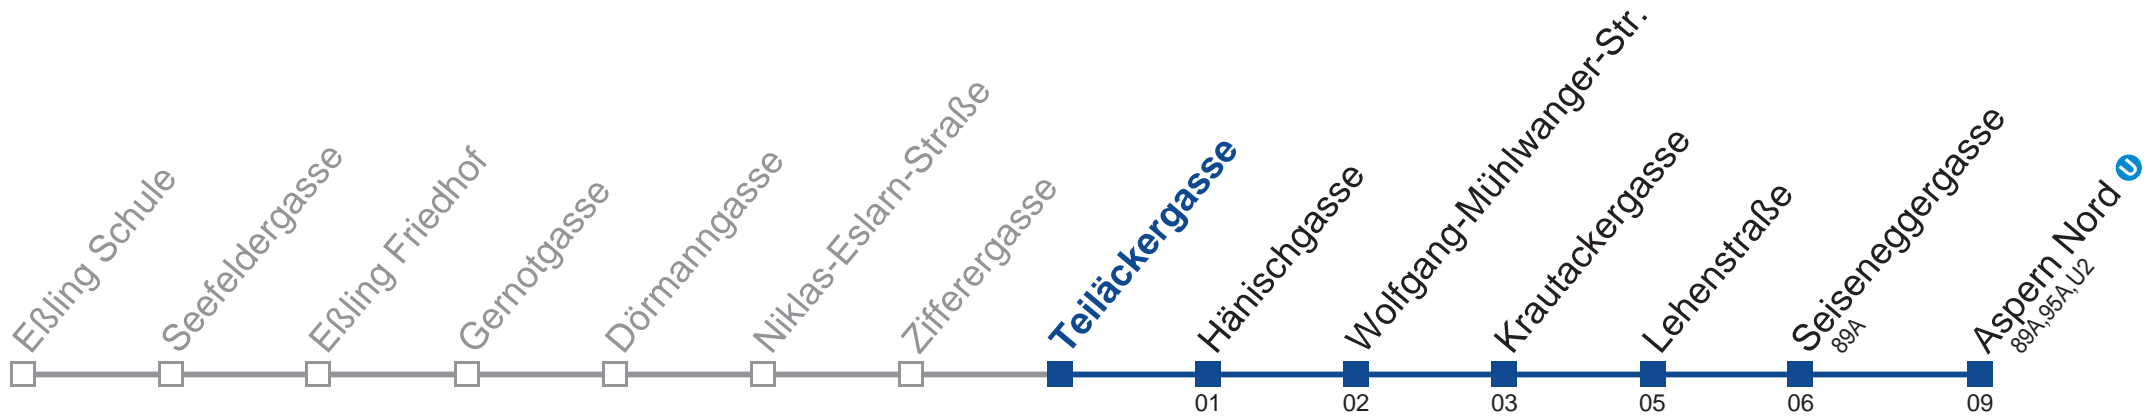 Eßling Schule
Seefeldergasse
Eßling Friedhof
Gernotgasse
Dörmanngasse
Niklas-Eslarn-Straße
Zifferergasse
Teiläckergasse
Hänischgasse
Wolfgang-Mühlwanger-Str.
Krautackergasse
Lehenstraße
Seiseneggergasse
89A
Aspern Nord U
89A,95A,U2
01 02 03 05 06 09